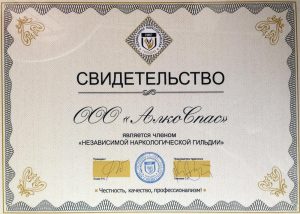 СВИДЕТЕЛЬСТВО
ООО "АлкоСпас"
является членом
«НЕЗАВИСИМОЙ НАРКОЛОГИЧЕСКОЙ ГИЛЬДИИ»
Честность, качество, профессионализм!